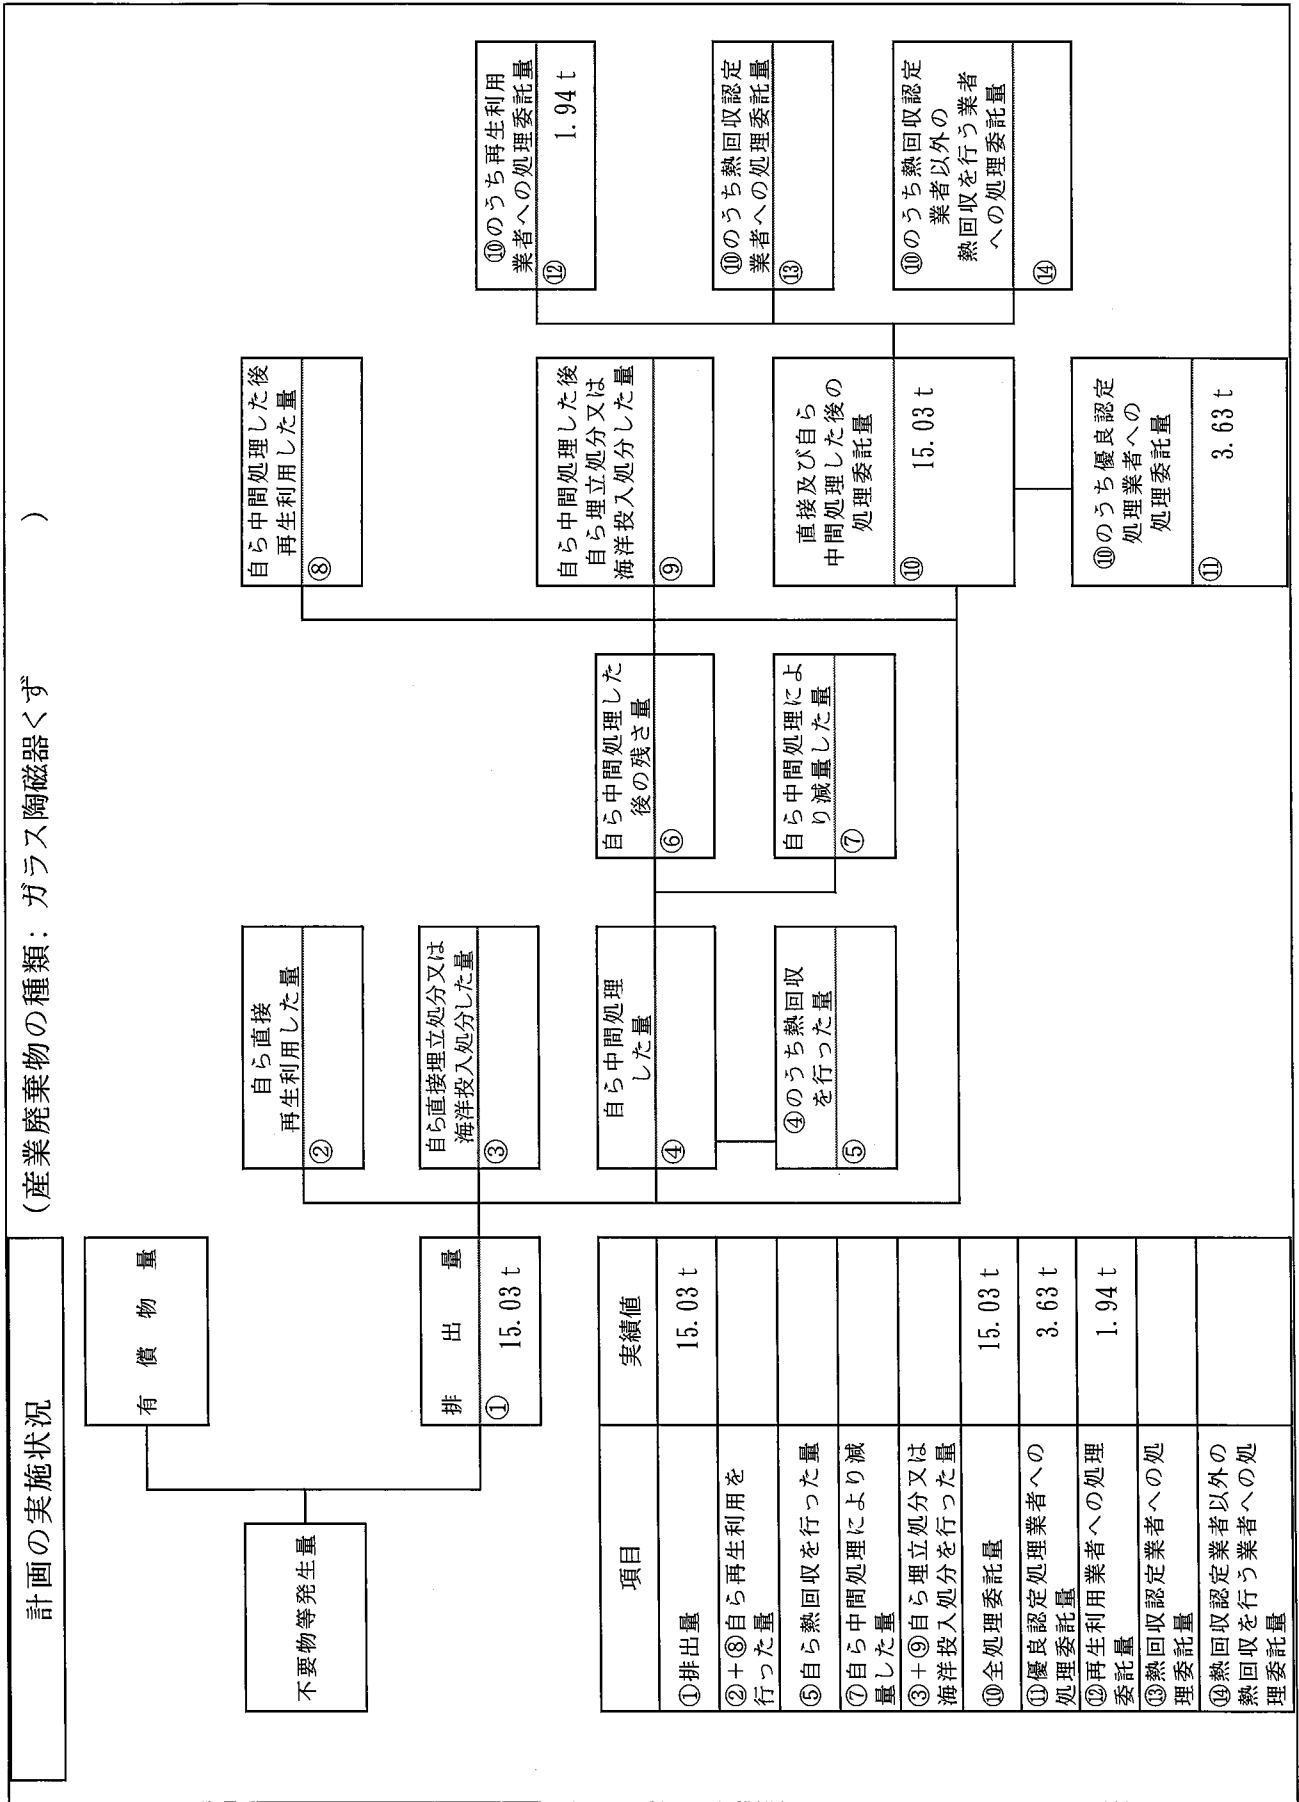 計画の実施状況
(産業廃棄物の種類：ガラス陶磁器くず)
不要物等発生量
有償物量
排出量
①
15.03 t
自ら直接
再生利用した量
②
自ら直接埋立処分又は
海洋投入処分した量
③
自ら中間処理
した量
④
④のうち熱回収
を行った量
⑤
自ら中間処理した
後の残さ量
⑥
自ら中間処理によ
り減量した量
⑦
自ら中間処理した後
再生利用した量
⑧
自ら中間処理した後
自ら埋立処分又は
海洋投入処分した量
⑨
直接及び自ら
中間処理した後の
処理委託量
⑩
15.03 t
⑩のうち優良認定
処理業者への
処理委託量
⑪
3.63 t
⑩のうち再生利用
業者への処理委託量
⑫
1.94 t
⑩のうち熱回収認定
業者への処理委託量
⑬
⑩のうち熱回収認定
業者以外の
熱回収を行う業者
への処理委託量
⑭
項目
実績値
①排出量
15.03 t
②+⑧自ら再生利用を
行った量
⑤自ら熱回収を行った量
⑦自ら中間処理により減
量した量
③+⑨自ら埋立処分又は
海洋投入処分を行った量
⑩全処理委託量
15.03 t
⑪優良認定処理業者への
処理委託量
3.63 t
⑫再生利用業者への処理
委託量
1.94 t
⑬熱回収認定業者への処
理委託量
⑭熱回収認定業者以外の
熱回収を行う業者への処
理委託量